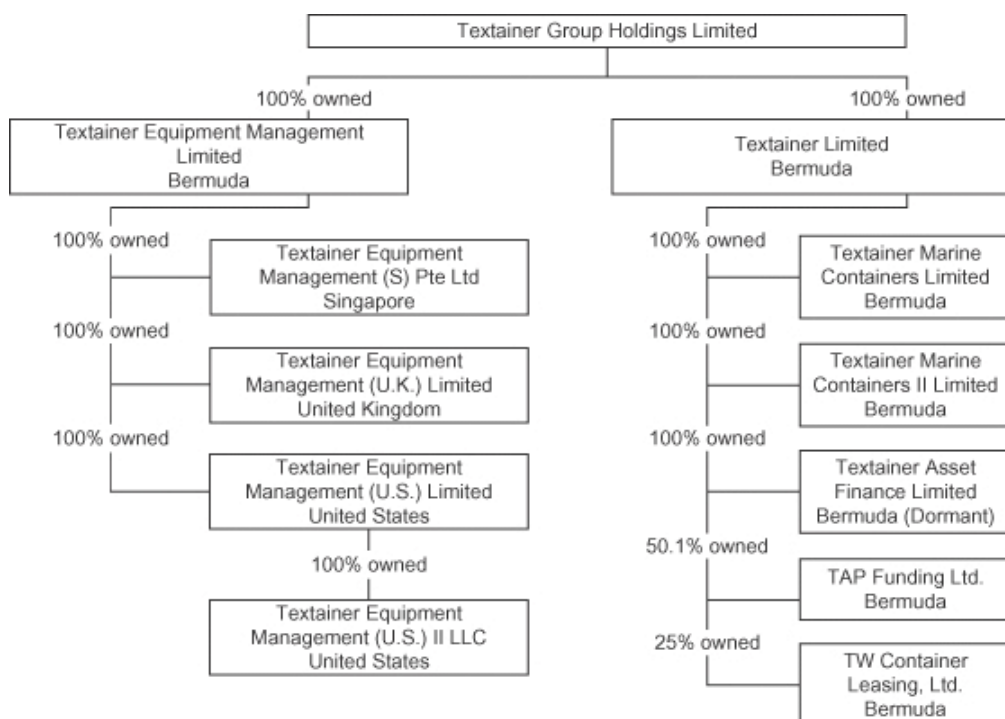 Textainer Group Holdings Limited
100% owned
100% owned
Textainer Equipment Management
Limited
Bermuda
Textainer Limited
Bermuda
100% owned
Textainer Equipment
Management (S) Pte Ltd
Singapore
100% owned
Textainer Equipment
Management (U.K.) Limited
United Kingdom
100% owned
Textainer Equipment
Management (U.S.) Limited
United States
100% owned
Textainer Equipment
Management (U.S.) II LLC
United States
100% owned
Textainer Marine
Containers Limited
Bermuda
100% owned
Textainer Marine
Containers II Limited
Bermuda
100% owned
Textainer Asset
Finance Limited
Bermuda (Dormant)
50.1% owned
TAP Funding Ltd.
Bermuda
25% owned
TW Container
Leasing, Ltd.
Bermuda